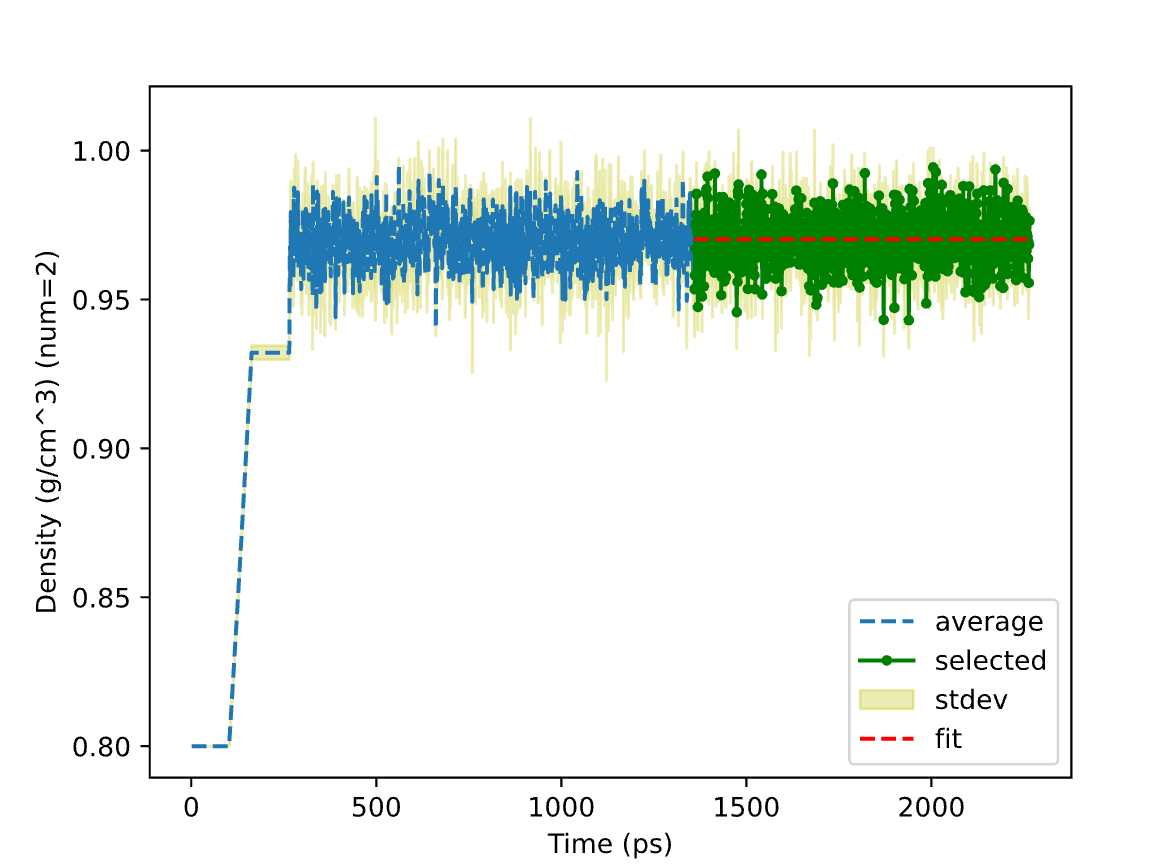 Density (g/cm^3) (num=2)
1.00
0.95
0.90
0.85
0.80
average
selected
stdev
fit
0 500 1000 1500 2000
Time (ps)